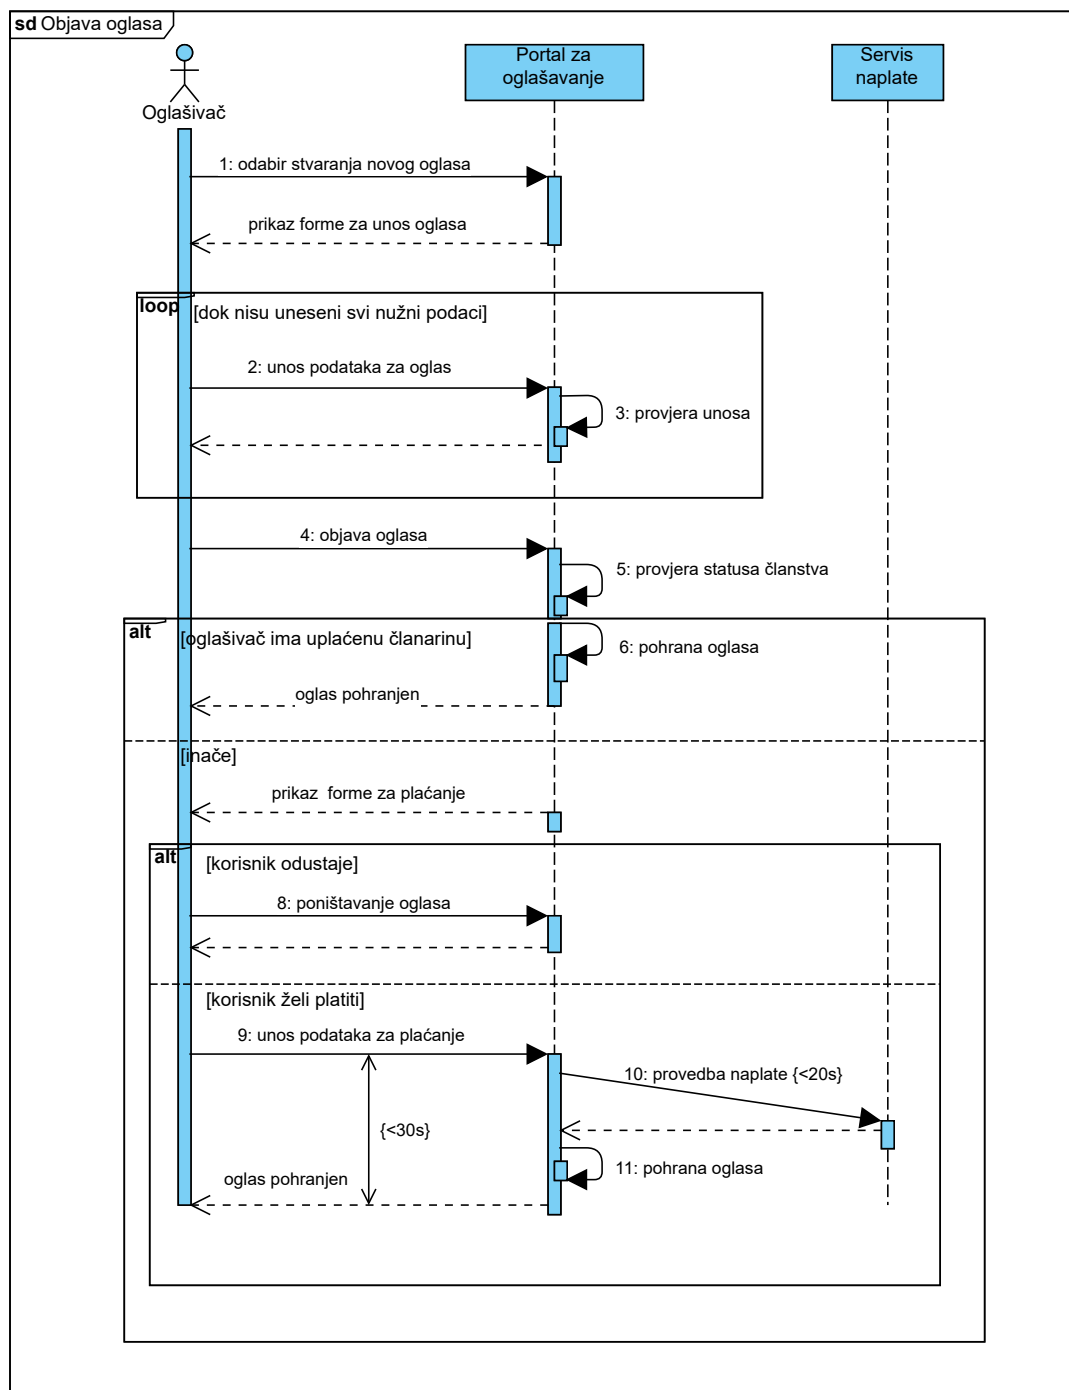 sd Objava oglasa
Portal za
oglašavanje
Servis
naplate
Oglašivač
1: odabir stvaranja novog oglasa
prikaz forme za unos oglasa
loop
[dok nisu uneseni svi nužni podaci]
2: unos podataka za oglas
3: provjera unosa
4: objava oglasa
5: provjera statusa članstva
alt
[oglašivač ima uplaćenu članarinu]
6: pohrana oglasa
oglas pohranjen
[inače]
prikaz  forme za plaćanje
alt
[korisnik odustaje]
8: poništavanje oglasa
[korisnik želi platiti]
9: unos podataka za plaćanje
10: provedba naplate {<20s}
{<30s}
11: pohrana oglasa
oglas pohranjen